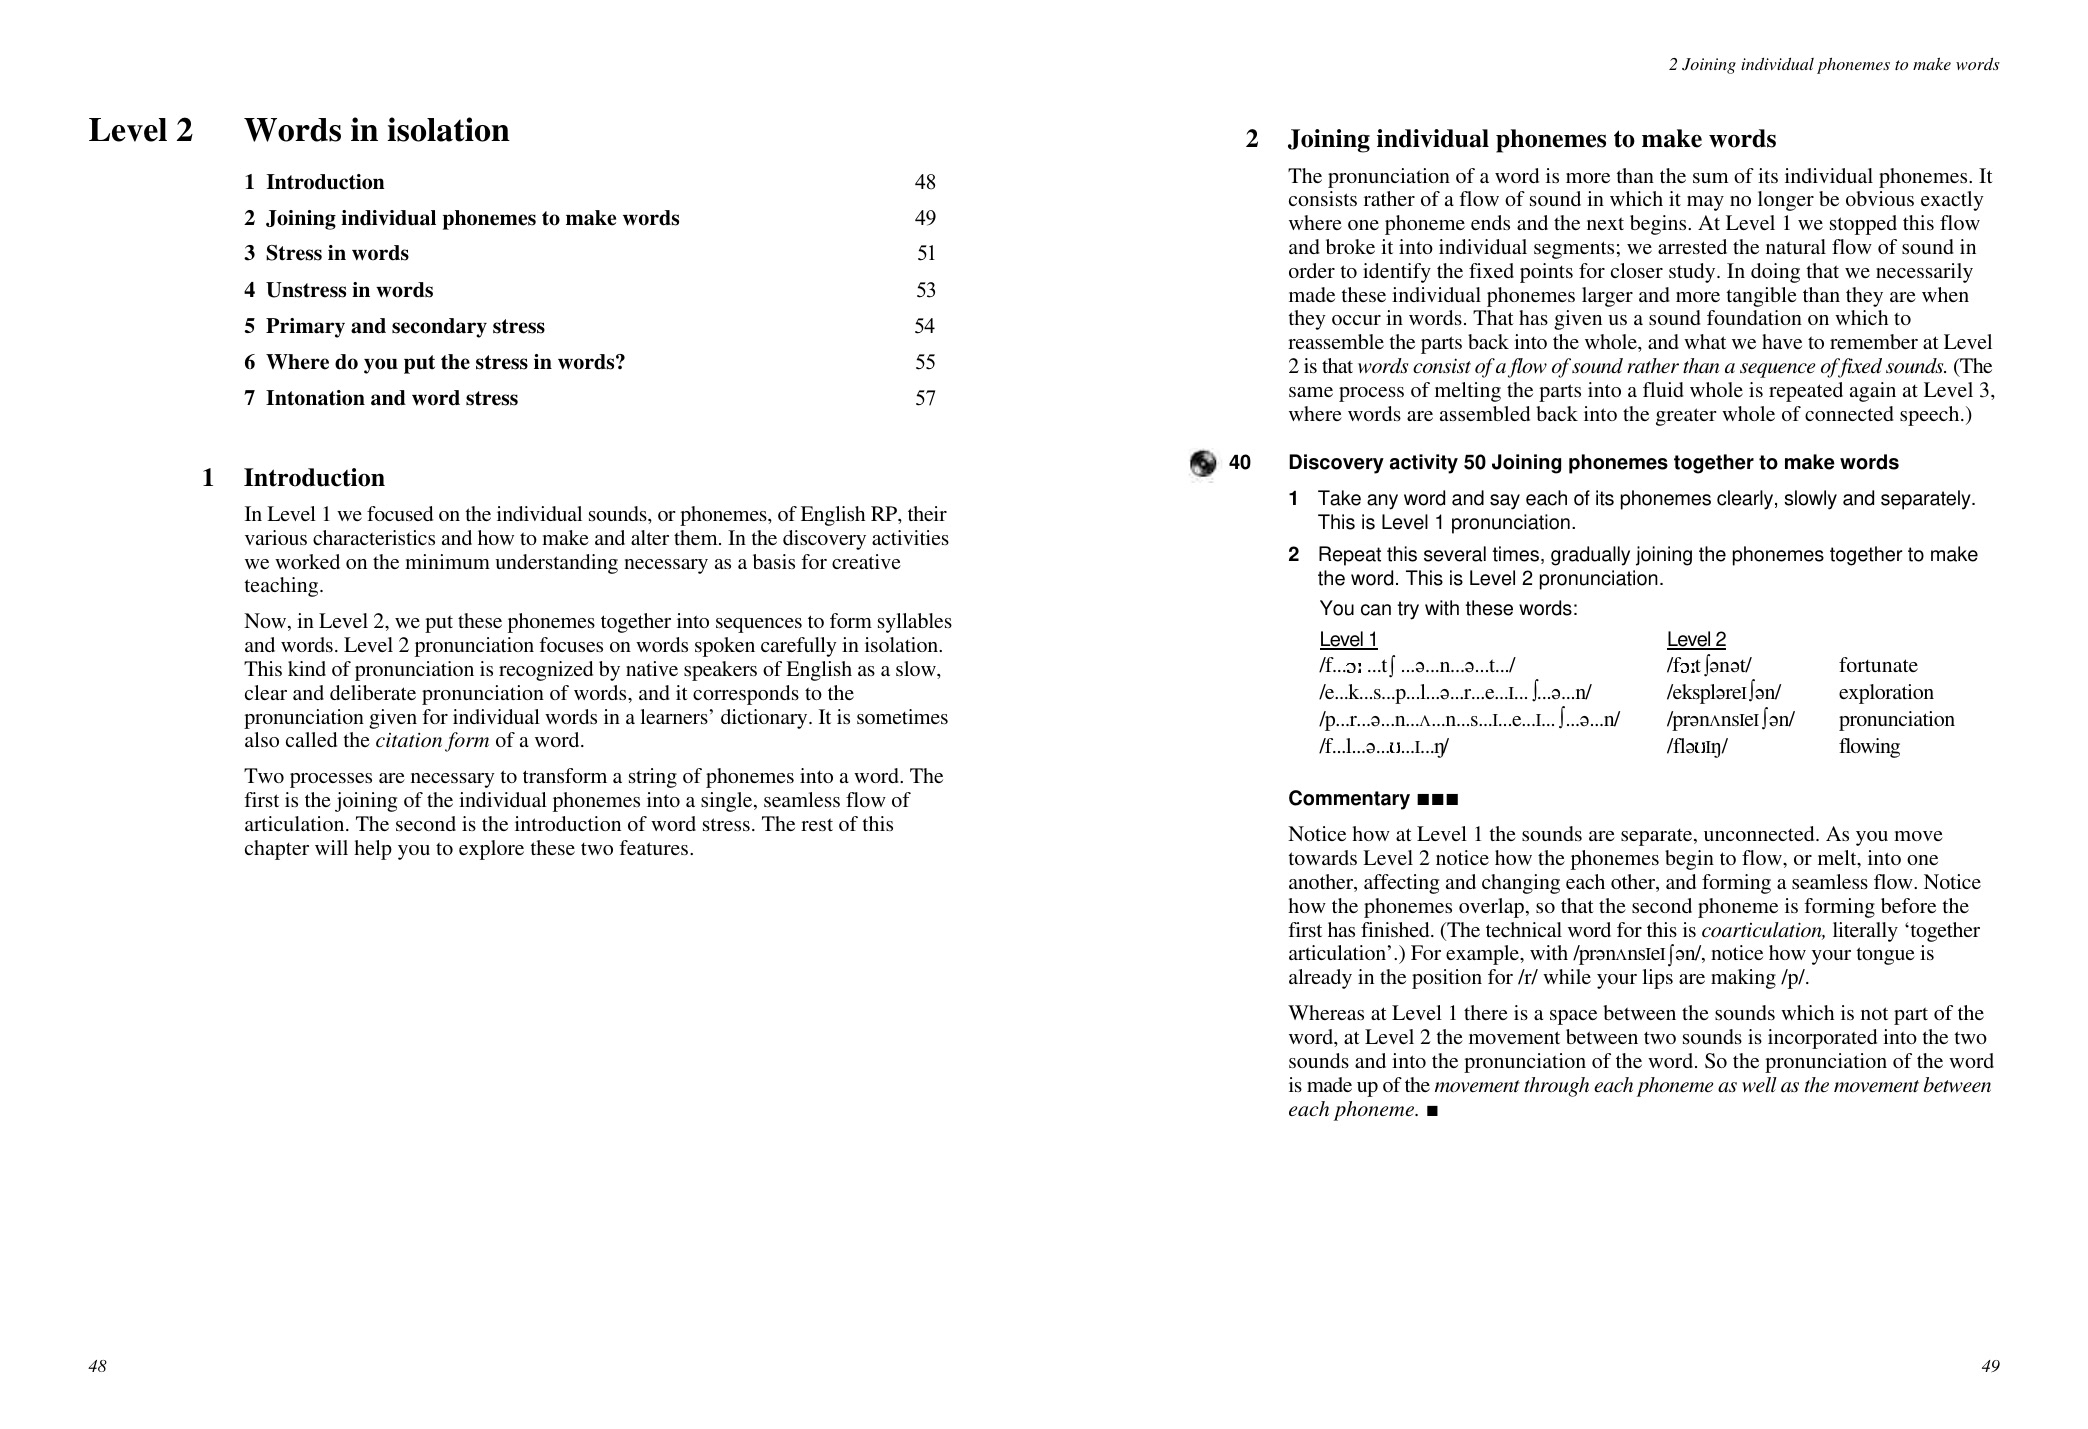 Level 2 Words in isolation
1 Introduction 48
2 Joining individual phonemes to make words 49
3 Stress in words 51
4 Unstress in words 53
5 Primary and secondary stress 54
6 Where do you put the stress in words? 55
7 Intonation and word stress 57
1 Introduction
In Level 1 we focused on the individual sounds, or phonemes, of English RP, their
various characteristics and how to make and alter them. In the discovery activities
we worked on the minimum understanding necessary as a basis for creative
teaching.
Now, in Level 2, we put these phonemes together into sequences to form syllables
and words. Level 2 pronunciation focuses on words spoken carefully in isolation.
This kind of pronunciation is recognized by native speakers of English as a slow,
clear and deliberate pronunciation of words, and it corresponds to the
pronunciation given for individual words in a learners’ dictionary. It is sometimes
also called the citation form of a word.
Two processes are necessary to transform a string of phonemes into a word. The
first is the joining of the individual phonemes into a single, seamless flow of
articulation. The second is the introduction of word stress. The rest of this
chapter will help you to explore these two features.
48
2 Joining individual phonemes to make words
2 Joining individual phonemes to make words
The pronunciation of a word is more than the sum of its individual phonemes. It
consists rather of a flow of sound in which it may no longer be obvious exactly
where one phoneme ends and the next begins. At Level 1 we stopped this flow
and broke it into individual segments; we arrested the natural flow of sound in
order to identify the fixed points for closer study. In doing that we necessarily
made these individual phonemes larger and more tangible than they are when
they occur in words. That has given us a sound foundation on which to
reassemble the parts back into the whole, and what we have to remember at Level
2 is that words consist of a flow of sound rather than a sequence of fixed sounds. (The
same process of melting the parts into a fluid whole is repeated again at Level 3,
where words are assembled back into the greater whole of connected speech.)
40 Discovery activity 50 Joining phonemes together to make words
1 Take any word and say each of its phonemes clearly, slowly and separately.
This is Level 1 pronunciation.
2 Repeat this several times, gradually joining the phonemes together to make
the word. This is Level 2 pronunciation.
You can try with these words:
Level 1 Level 2
/f...ɔː...tʃ...ə...n...ə...t.../ /fɔːtʃənət/ fortunate
/e...k...s...p...l...ə...r...e...ɪ...ʃ...ə...n/ /ekspləreɪʃən/ exploration
/p...r...ə...n...ʌ...n...s...ɪ...e...ɪ...ʃ...ə...n/ /prənʌnsɪeɪʃən/ pronunciation
/f...l...ə...ʊ...ɪ...ŋ/ /fləʊɪŋ/ flowing
Commentary ■■■
Notice how at Level 1 the sounds are separate, unconnected. As you move
towards Level 2 notice how the phonemes begin to flow, or melt, into one
another, affecting and changing each other, and forming a seamless flow. Notice
how the phonemes overlap, so that the second phoneme is forming before the
first has finished. (The technical word for this is coarticulation, literally ‘together
articulation’.) For example, with /prənʌnsɪeɪʃən/, notice how your tongue is
already in the position for /r/ while your lips are making /p/.
Whereas at Level 1 there is a space between the sounds which is not part of the
word, at Level 2 the movement between two sounds is incorporated into the two
sounds and into the pronunciation of the word. So the pronunciation of the word
is made up of the movement through each phoneme as well as the movement between
each phoneme. ■
49